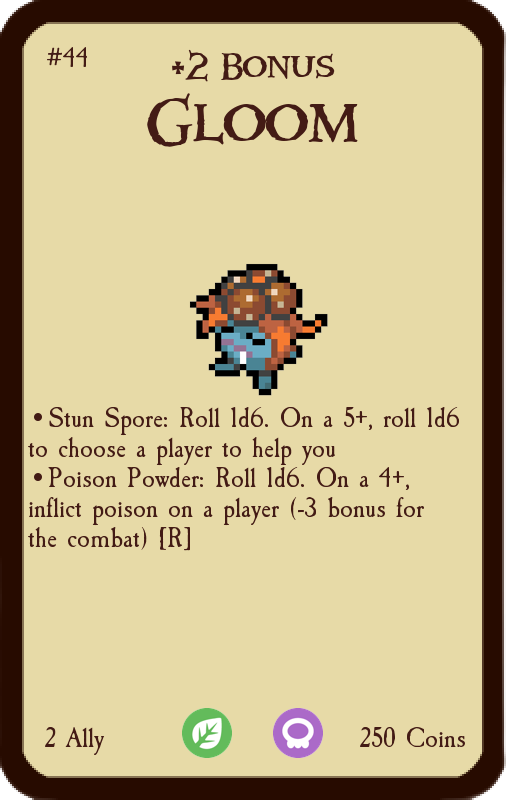 #44
+2 Bonus
Gloom
•Stun Spore: Roll 1d6. On a 5+, roll 1d6
to choose a player to help you
•Poison Powder: Roll 1d6. On a 4+,
inflict poison on a player (-3 bonus for
the combat) [R]
2 Ally
250 Coins